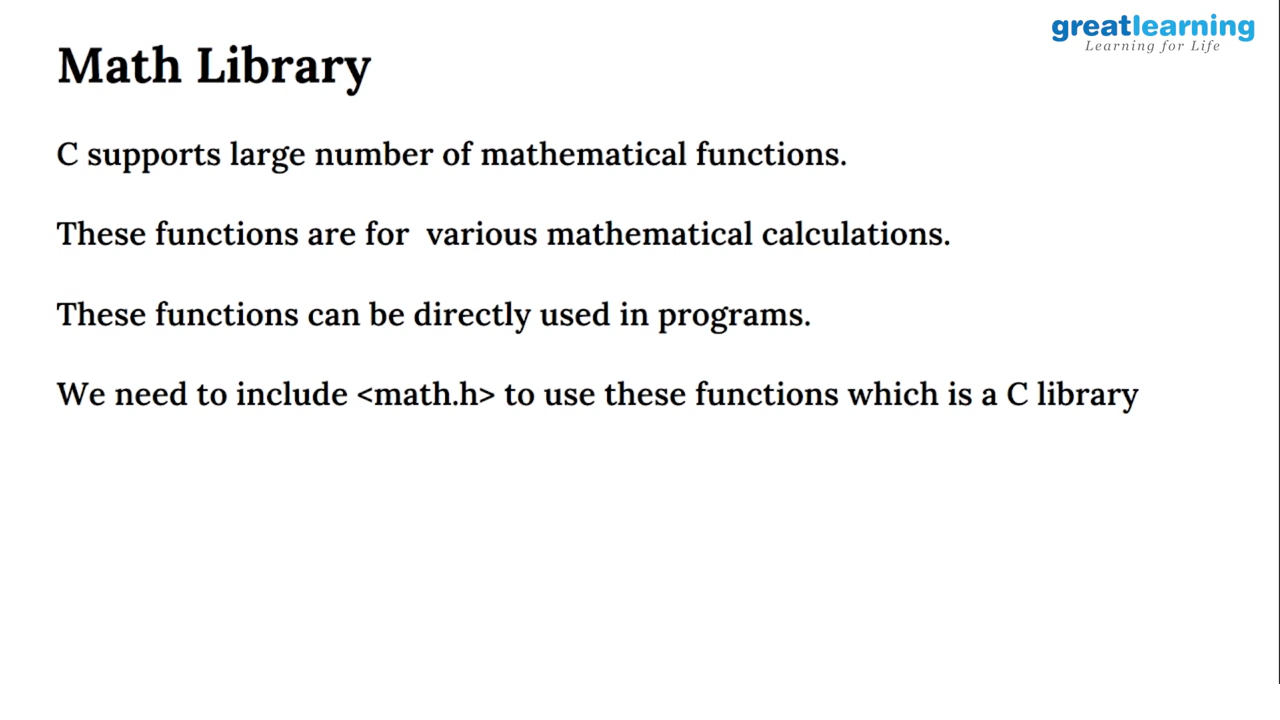 greatlearning
Learning for Life
Math Library
C supports large number of mathematical functions.
These functions are for  various mathematical calculations.
These functions can be directly used in programs.
We need to include <math.h> to use these functions which is a C library